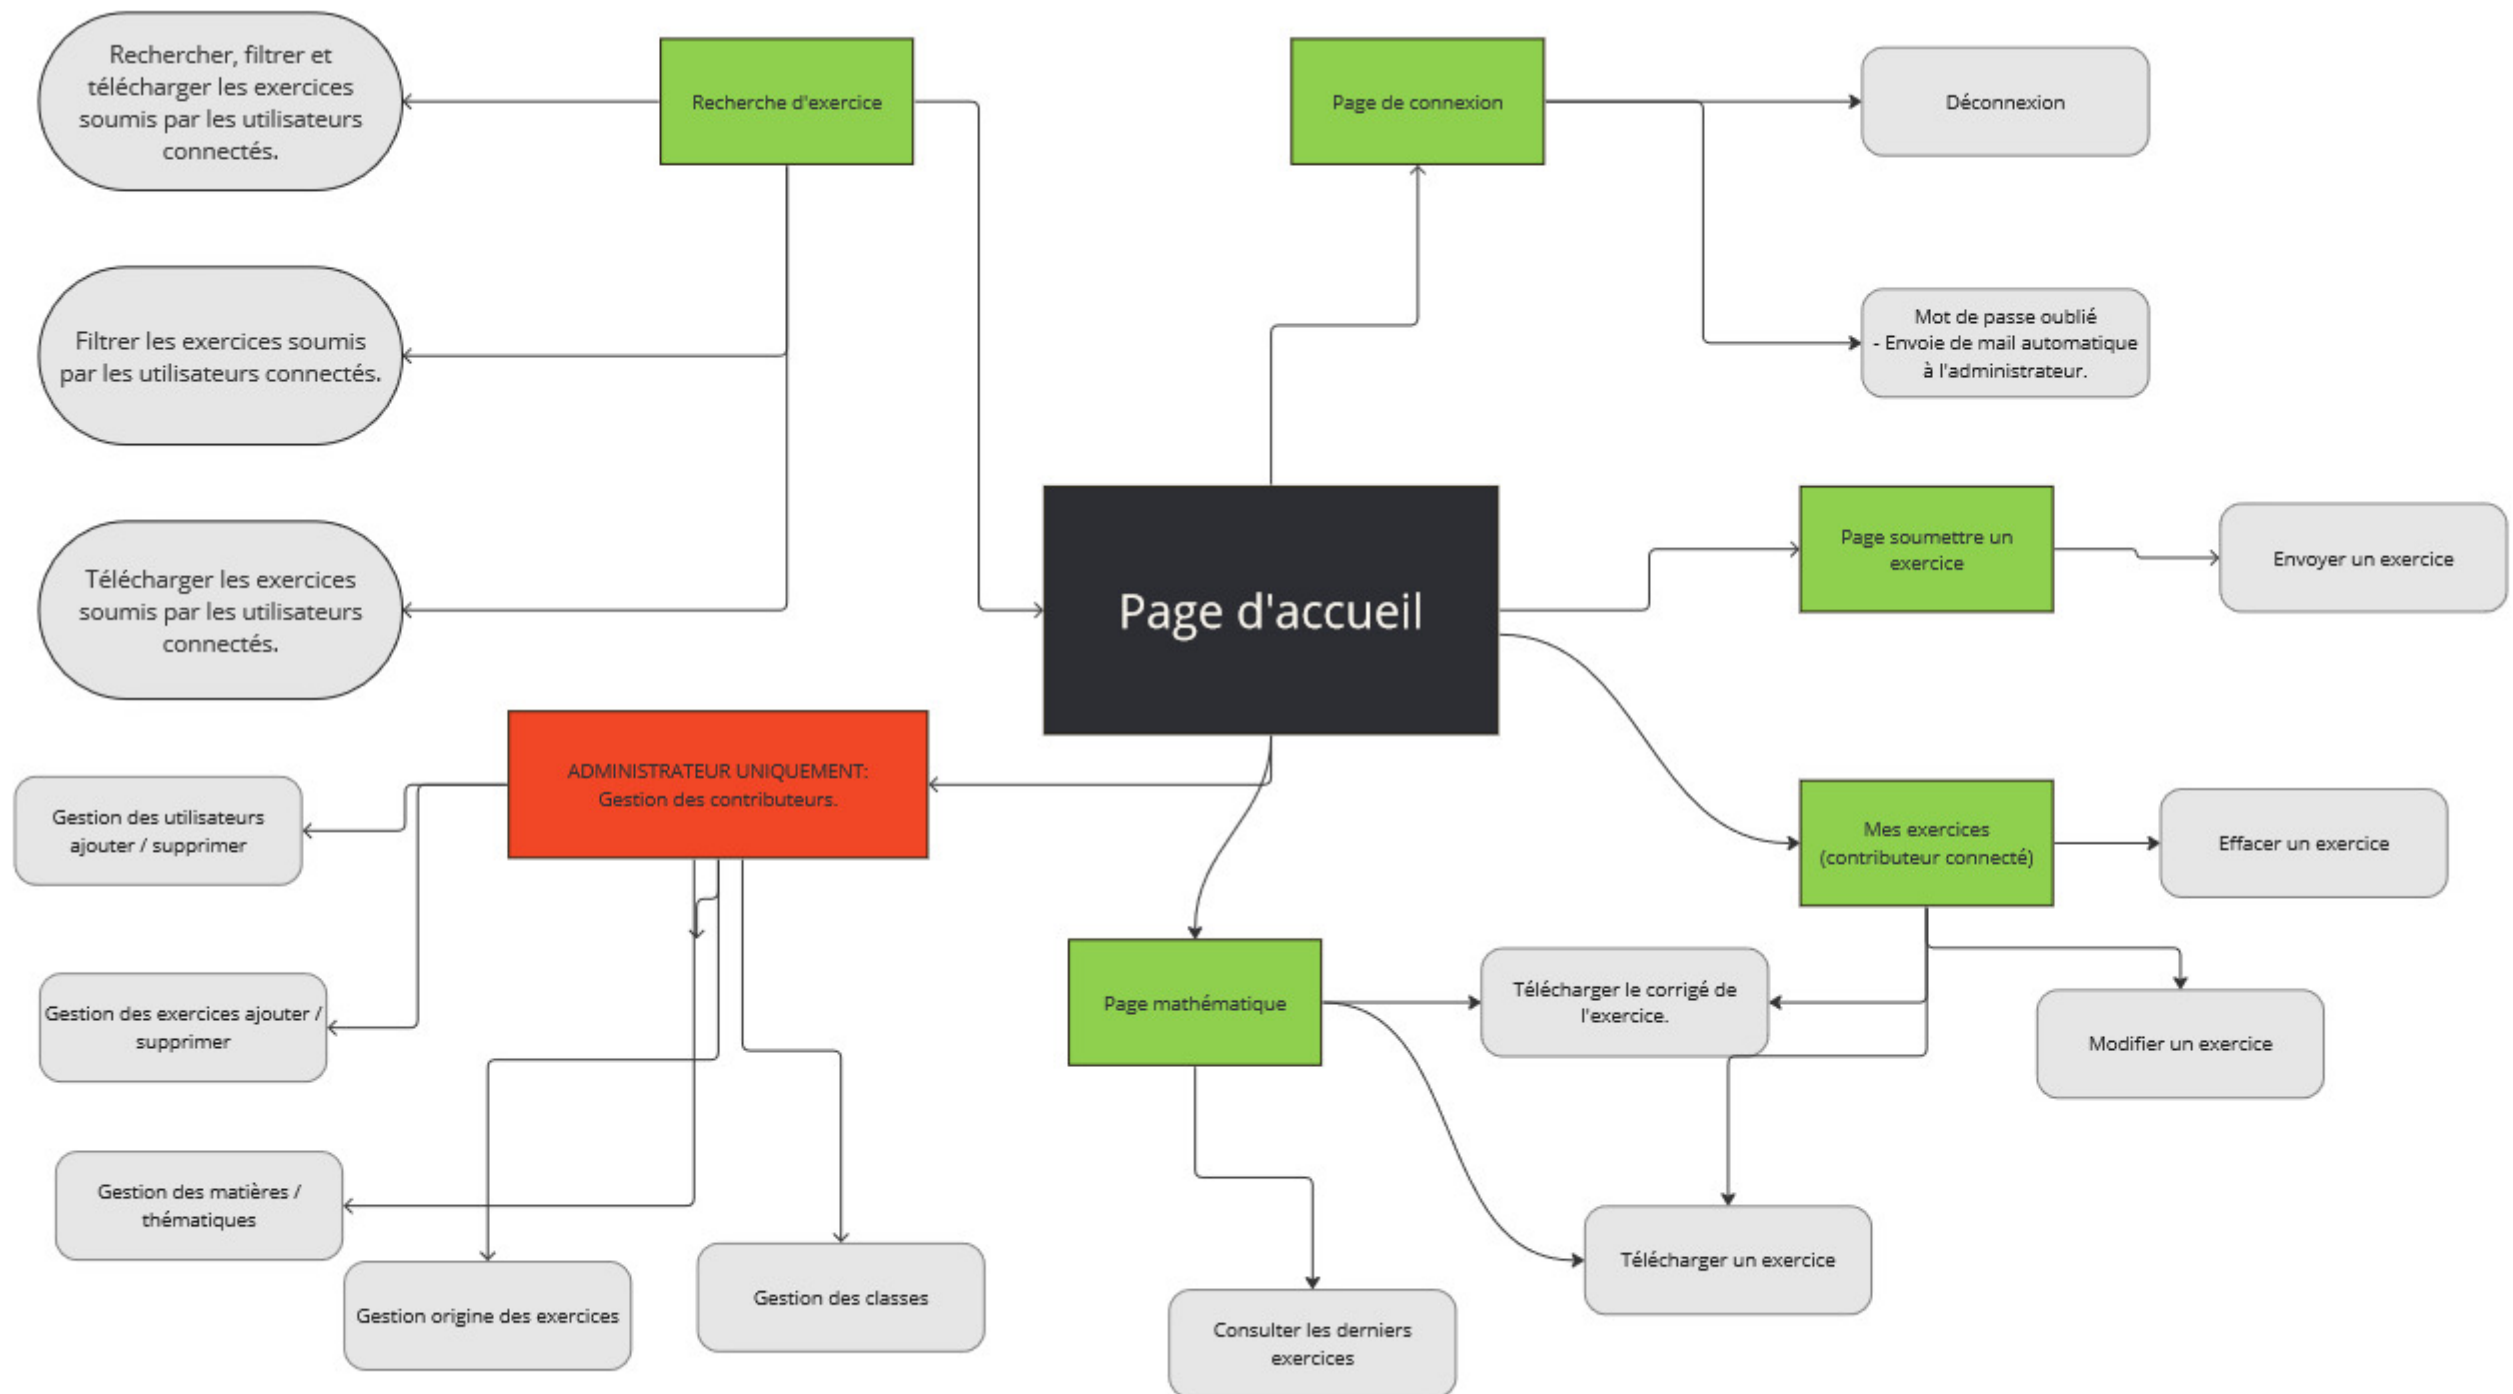 Rechercher, filtrer et
télécharger les exercices
soumis par les utilisateurs
connectés.
Recherche d'exercice
Page de connexion
Déconnexion
Filtrer les exercices soumis
par les utilisateurs connectés.
Mot de passe oublié
- Envoie de mail automatique
à l'administrateur.
Télécharger les exercices
soumis par les utilisateurs
connectés.
Page d'accueil
Page soumettre un
exercice
Envoyer un exercice
ADMINISTRATEUR UNIQUEMENT:
Gestion des contributeurs.
Gestion des utilisateurs
ajouter / supprimer
Mes exercices
(contributeur connecté)
Effacer un exercice
Gestion des exercices ajouter /
supprimer
Page mathématique
Télécharger le corrigé de
l'exercice.
Modifier un exercice
Gestion des matières /
thématiques
Gestion origine des exercices
Gestion des classes
Télécharger un exercice
Consulter les derniers
exercices